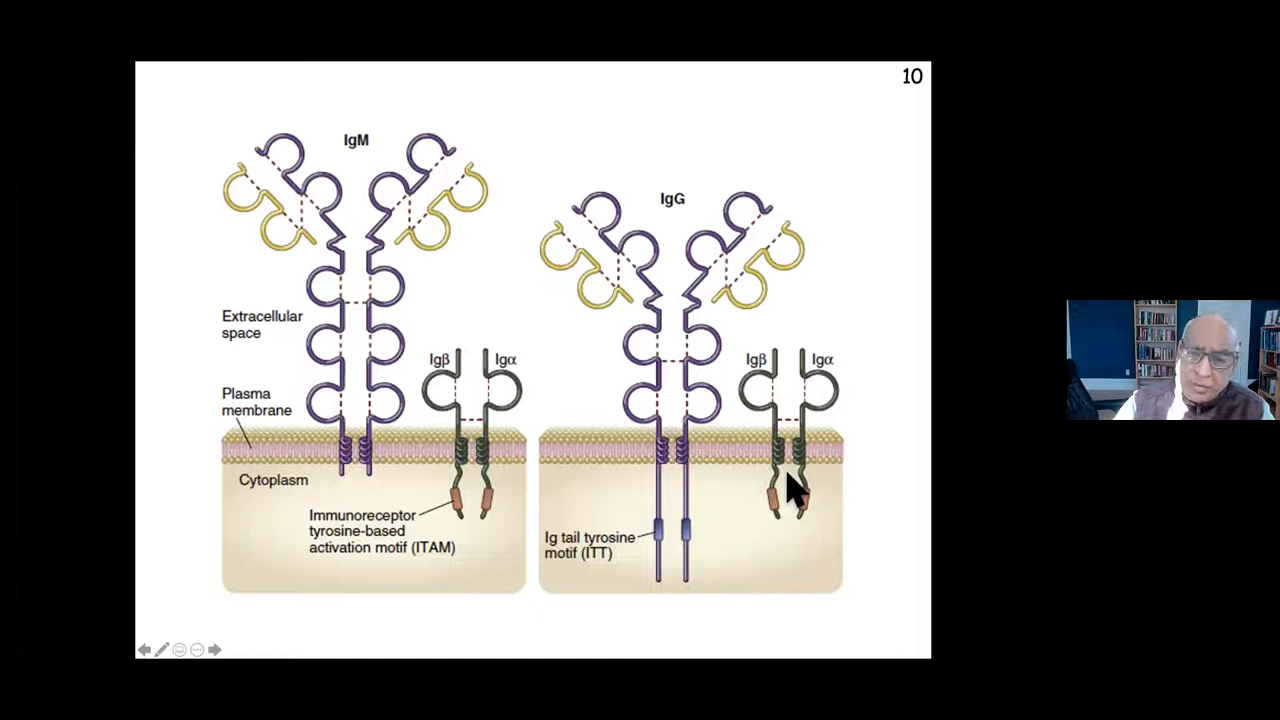 10
IgM
IgG
Extracellular
space
Igβ
Igα
Igβ
Igα
Plasma
membrane
Cytoplasm
Immunoreceptor
tyrosine-based
activation motif (ITAM)
Ig tail tyrosine
motif (ITT)